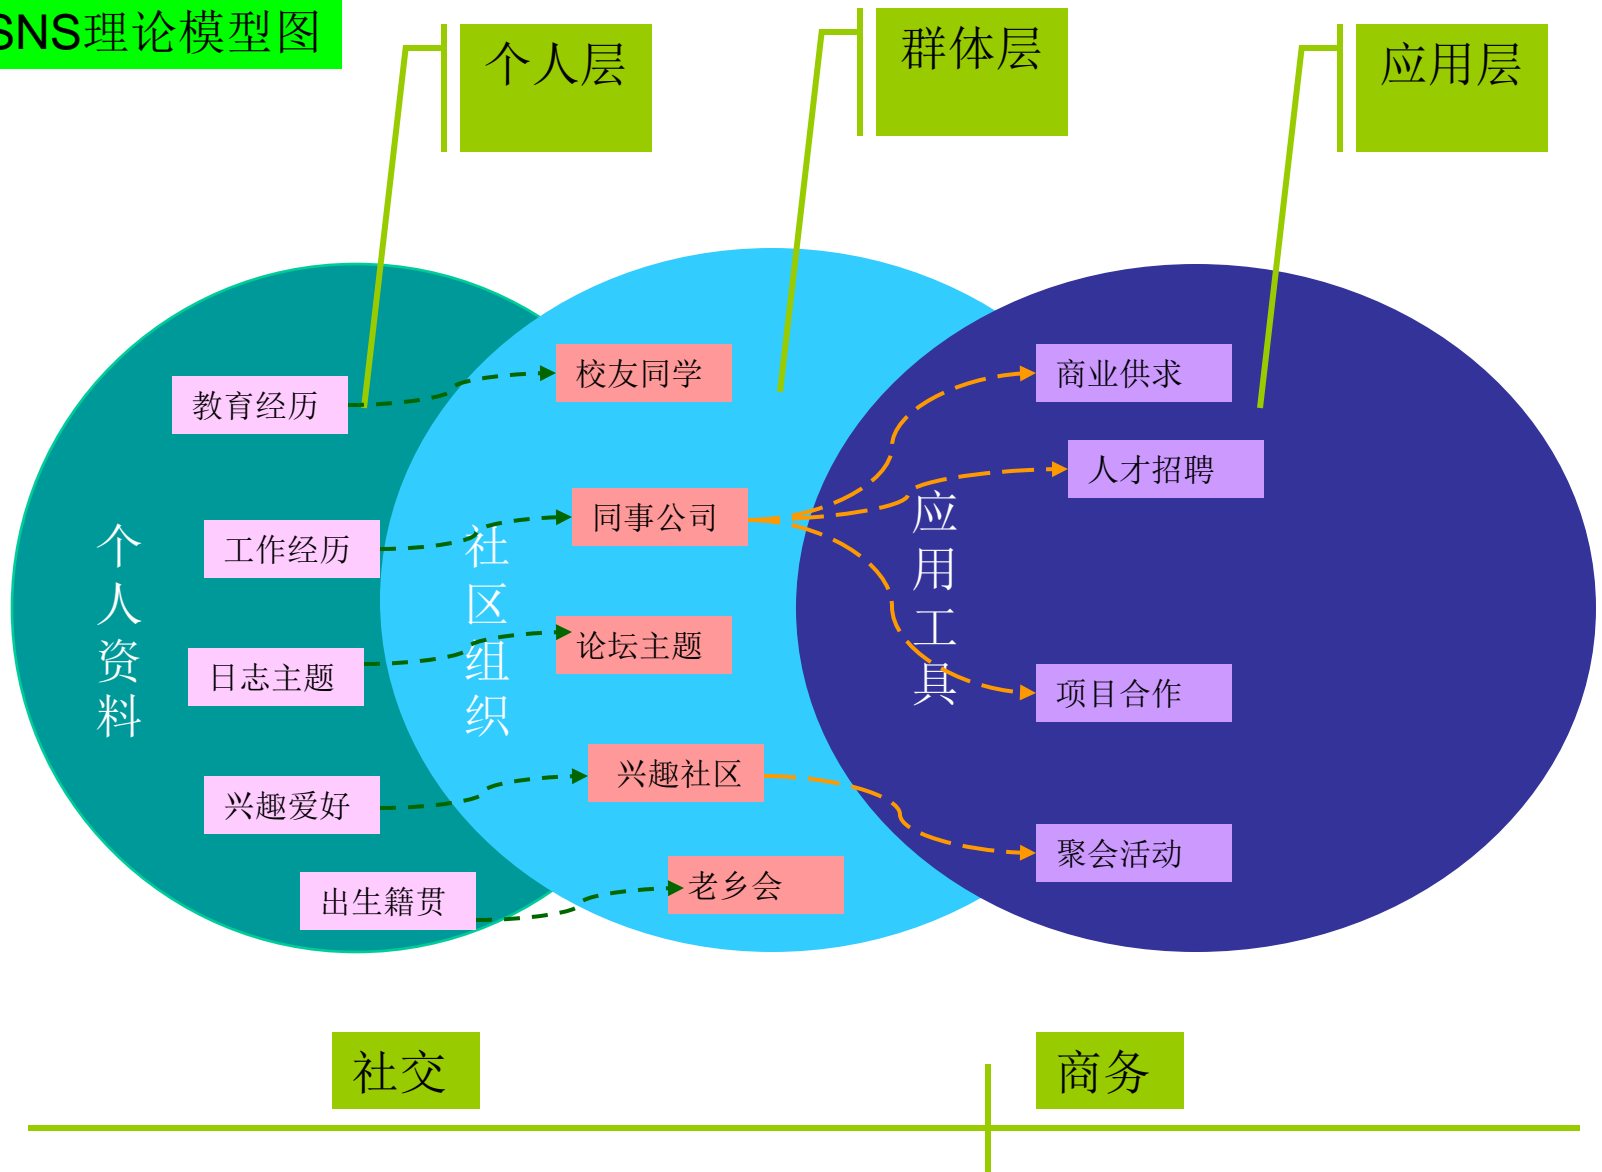 SNS理论模型图
个人层
群体层
应用层
个人资料
教育经历
工作经历
日志主题
兴趣爱好
出生籍贯
社区组织
校友同学
同事公司
论坛主题
兴趣社区
老乡会
应用工具
商业供求
人才招聘
项目合作
聚会活动
社交
商务